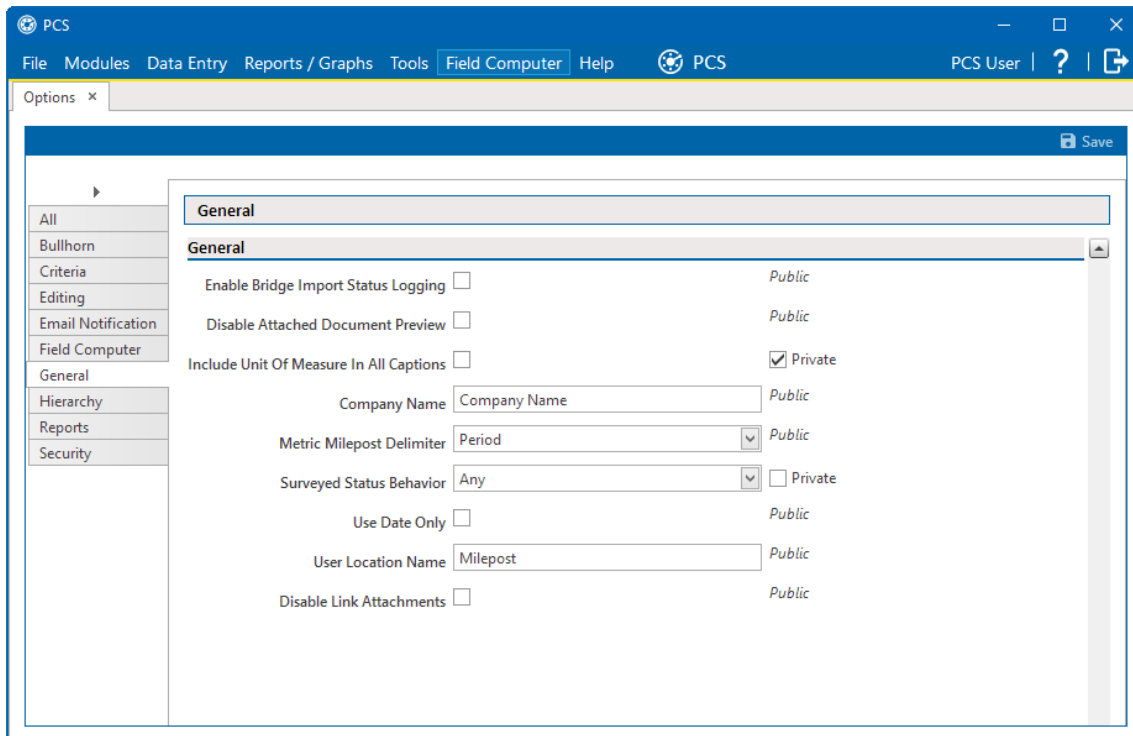 PCS
File Modules Data Entry Reports / Graphs Tools Field Computer Help PCS PCS User | ? |
Options ×
Save
All
Bullhorn
Criteria
Editing
Email Notification
Field Computer
General
Hierarchy
Reports
Security
General
General
Enable Bridge Import Status Logging Public
Disable Attached Document Preview Public
Include Unit Of Measure In All Captions Private
Company Name Company Name Public
Metric Milepost Delimiter Period Public
Surveyed Status Behavior Any Private
Use Date Only Public
User Location Name Milepost Public
Disable Link Attachments Public